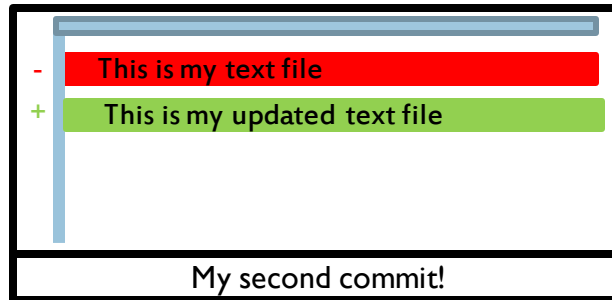 - This is my text file
+ This is my updated text file
My second commit!